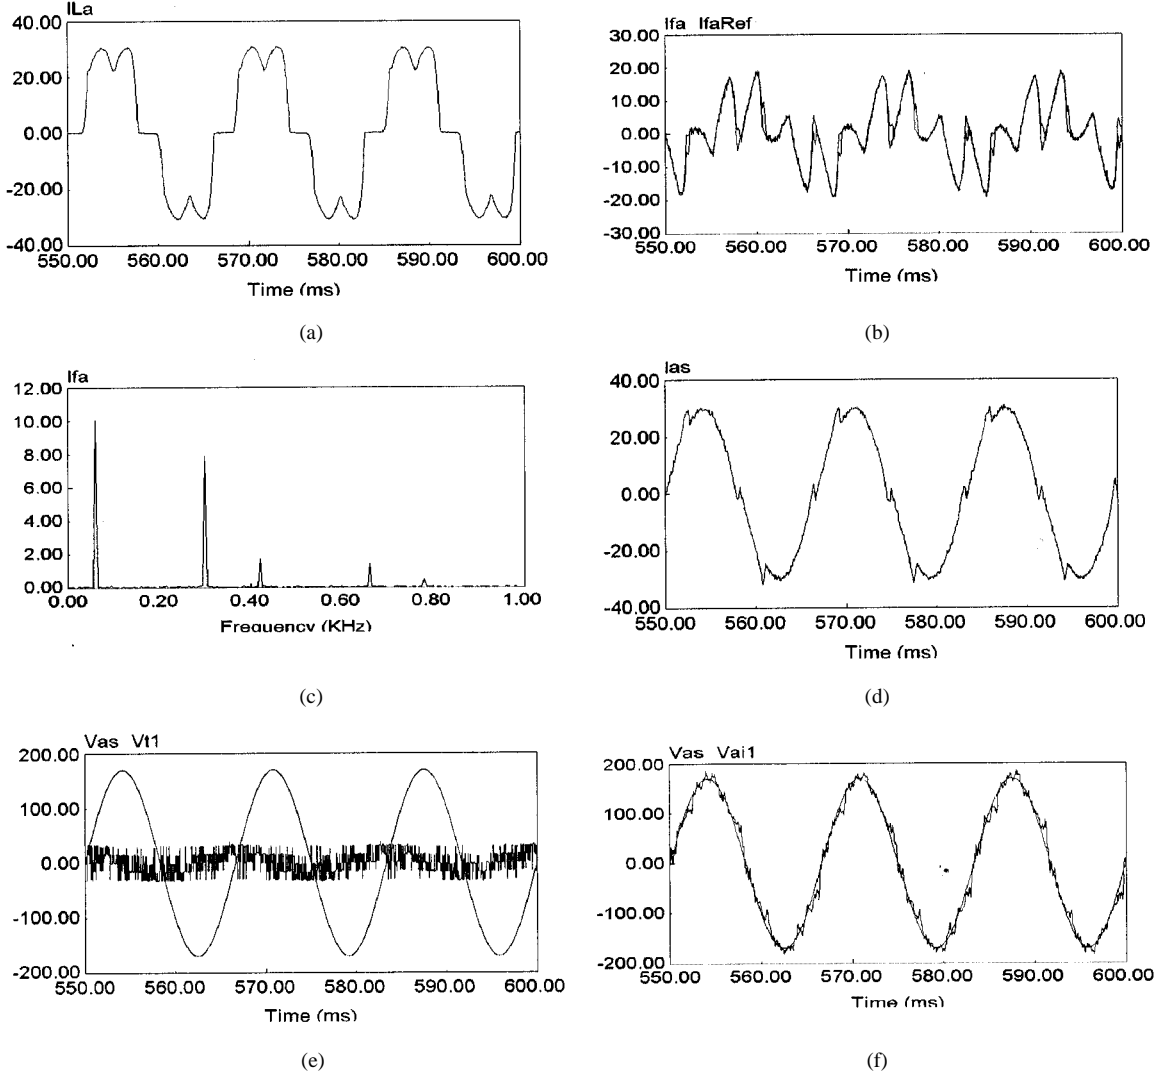 ILa
40.00
20.00
0.00
-20.00
-40.00
550.00 560.00 570.00 580.00 590.00 600.00
Time (ms)
(a)
Ifa IfaRef
30.00
20.00
10.00
0.00
-10.00
-20.00
-30.00
550.00 560.00 570.00 580.00 590.00 600.00
Time (ms)
(b)
Ifa
12.00
10.00
8.00
6.00
4.00
2.00
0.00
0.00 0.20 0.40 0.60 0.80 1.00
Frequency (KHz)
(c)
Ias
40.00
20.00
0.00
-20.00
-40.00
550.00 560.00 570.00 580.00 590.00 600.00
Time (ms)
(d)
Vas Vt1
200.00
100.00
0.00
-100.00
-200.00
550.00 560.00 570.00 580.00 590.00 600.00
Time (ms)
(e)
Vas Vai1
200.00
100.00
0.00
-100.00
-200.00
550.00 560.00 570.00 580.00 590.00 600.00
Time (ms)
(f)